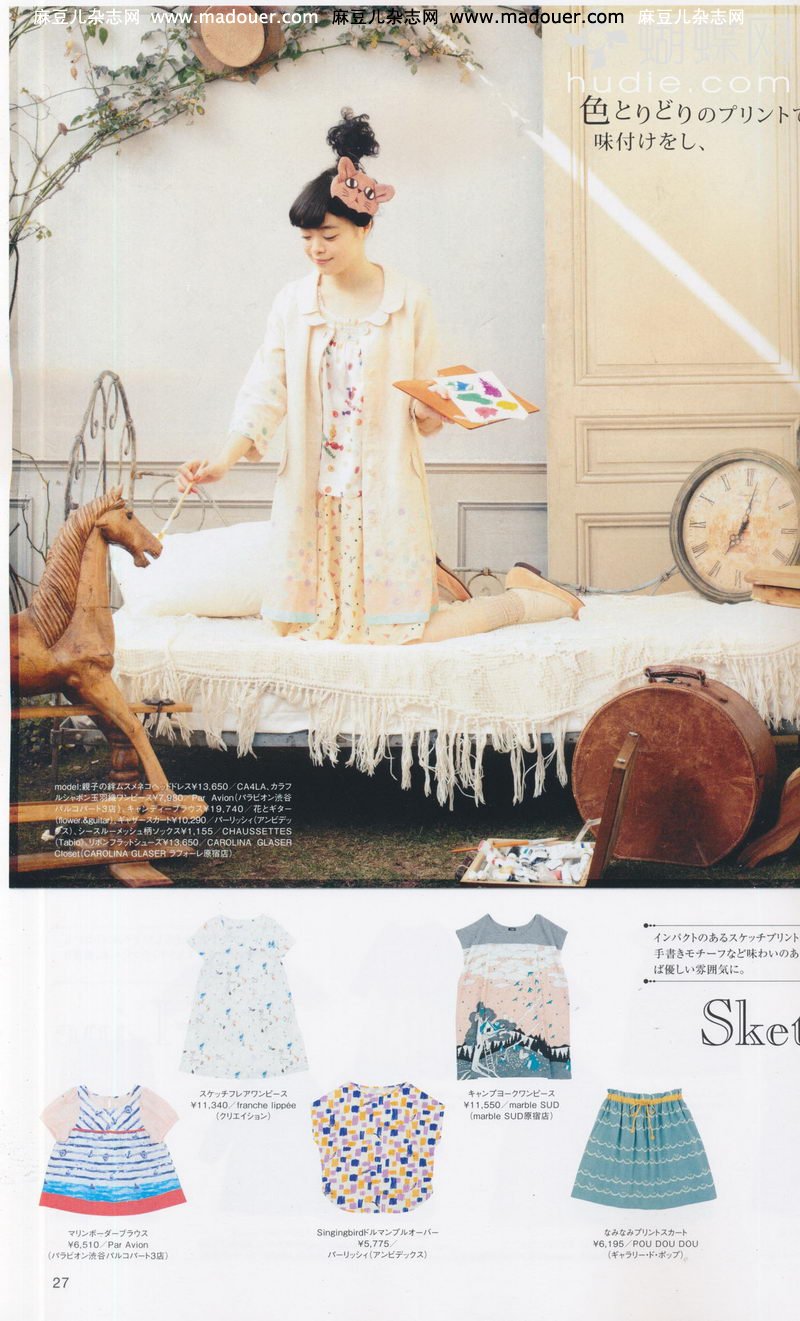 麻豆儿杂志网 www.madouer.com 麻豆儿杂志网 www.madouer.com 麻豆儿杂志网
蝴蝶网
hudie.com
色とりどりのプリントで
味付けをし、
model:親子の絆ムスメネコヘッドドレス¥13,650／CA4LA、カラフ
ルシャボン玉羽織ワンピース¥7,980／Par Avion(パラビオン渋谷
パルコパート3店)、キャンディーブラウス¥19,740／花とギター
(flower.&guitar)、ギャザースカート¥10,290／バーリッシィ(アンビデッ
クス)、シースルーメッシュ柄ソックス¥1,155／CHAUSSETTES
(Tabio)、リボンフラットシューズ¥13,650／CAROLINA GLASER
Closet(CAROLINA GLASER ラフォーレ原宿店)
インパクトのあるスケッチプリント
手書きモチーフなど味わいのあ
ば優しい雰囲気に。
Sket
スケッチフレアワンピース
¥11,340／franche lippée
(クリエイション)
キャンプヨークワンピース
¥11,550／marble SUD
(marble SUD原宿店)
マリンボーダーブラウス
¥6,510／Par Avion
(パラビオン渋谷パルコパート3店)
Singingbirdドルマンプルオーバー
¥5,775／
バーリッシィ(アンビデックス)
なみなみプリントスカート
¥6,195／POU DOU DOU
(ギャラリー・ド・ポップ)
27